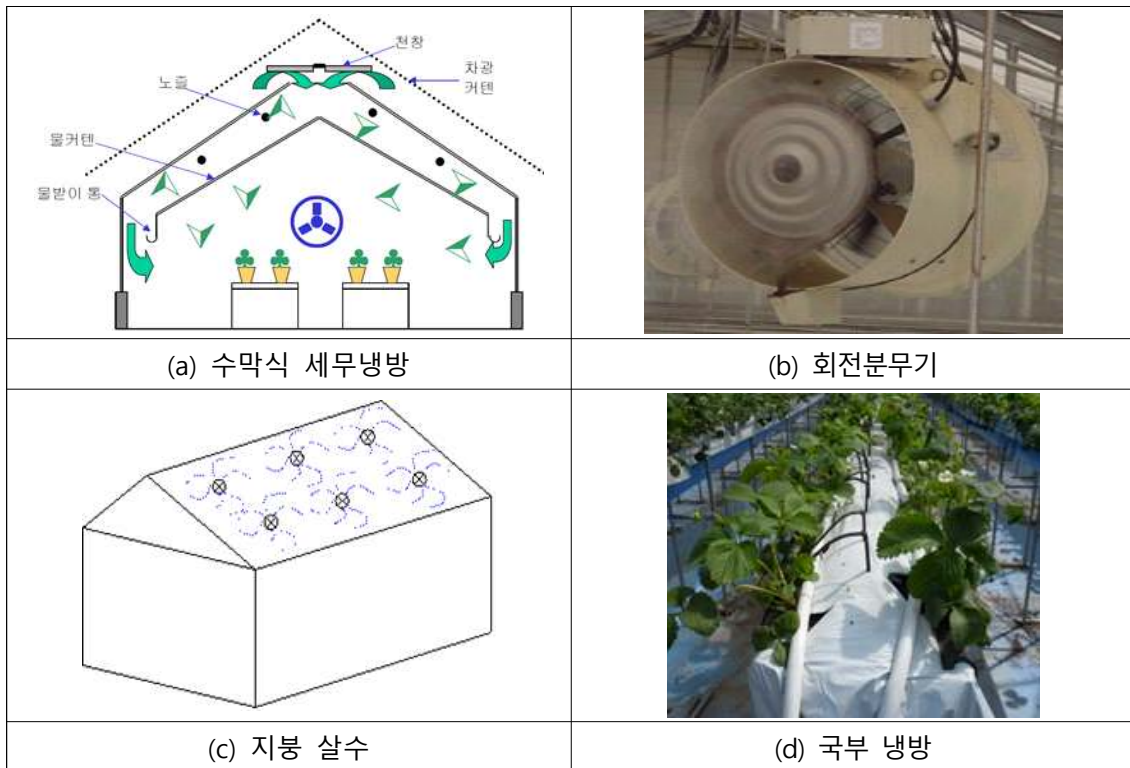 천창
차광
커텐
노즐
물커텐
물받이 통
(a) 수막식 세무냉방
(b) 회전분무기
(c) 지붕 살수
(d) 국부 냉방